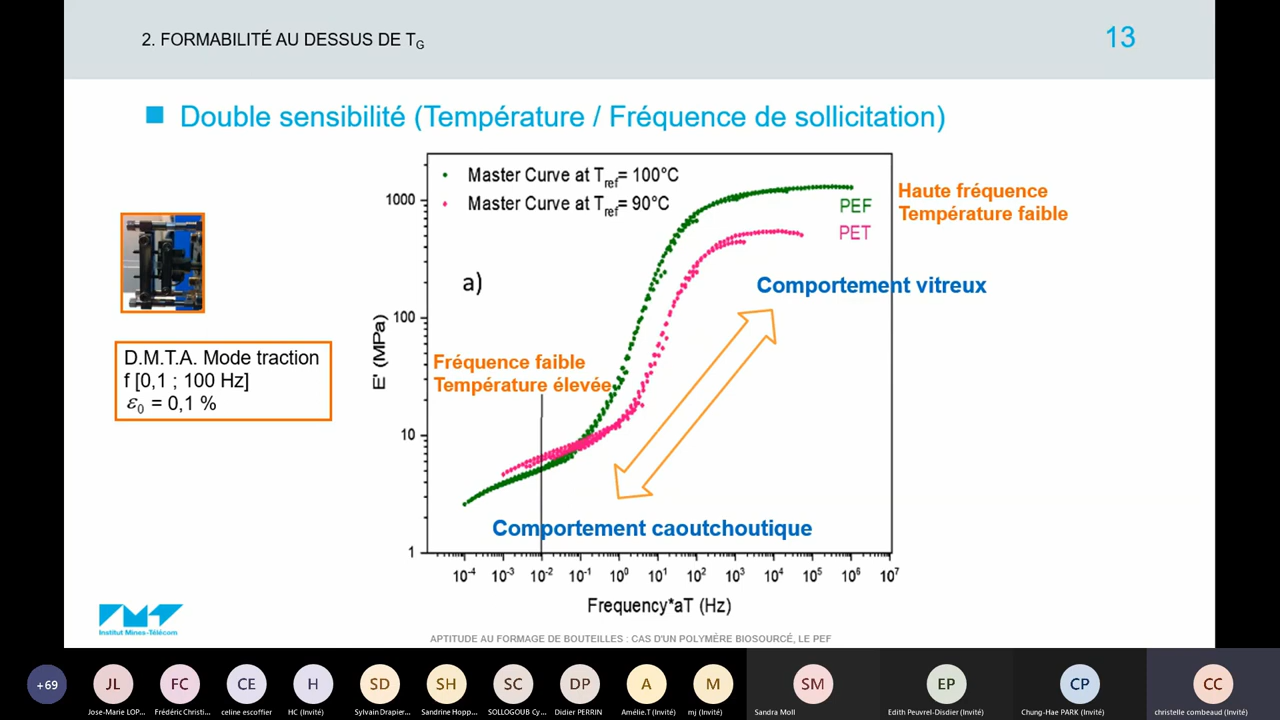 2. FORMABILITÉ AU DESSUS DE TG
13
Double sensibilité (Température / Fréquence de sollicitation)
Master Curve at Tref= 100°C
Master Curve at Tref= 90°C
1000
100
10
1
E' (MPa)
a)
PEF
PET
Haute fréquence
Température faible
Comportement vitreux
Fréquence faible
Température élevée
Comportement caoutchoutique
D.M.T.A. Mode traction
f [0,1 ; 100 Hz]
ε0 = 0,1 %
10-4 10-3 10-2 10-1 100 101 102 103 104 105 106 107
Frequency*aT (Hz)
Institut Mines-Télécom
APTITUDE AU FORMAGE DE BOUTEILLES : CAS D'UN POLYMÈRE BIOSOURCÉ, LE PEF
+69 JL FC CE H SD SH SC DP A M SM EP CP CC
Jose-Marie LOP... Frédéric Christi... celine escoffier HC (Invité) Sylvain Drapier... Sandrine Hopp... SOLLOGOUB Cy... Didier PERRIN Amélie.T (Invité) mj (Invité) Sandra Moll Edith Peuvrel-Disdier (Invité) Chung-Hae PARK (Invité) christelle combeaud (Invité)